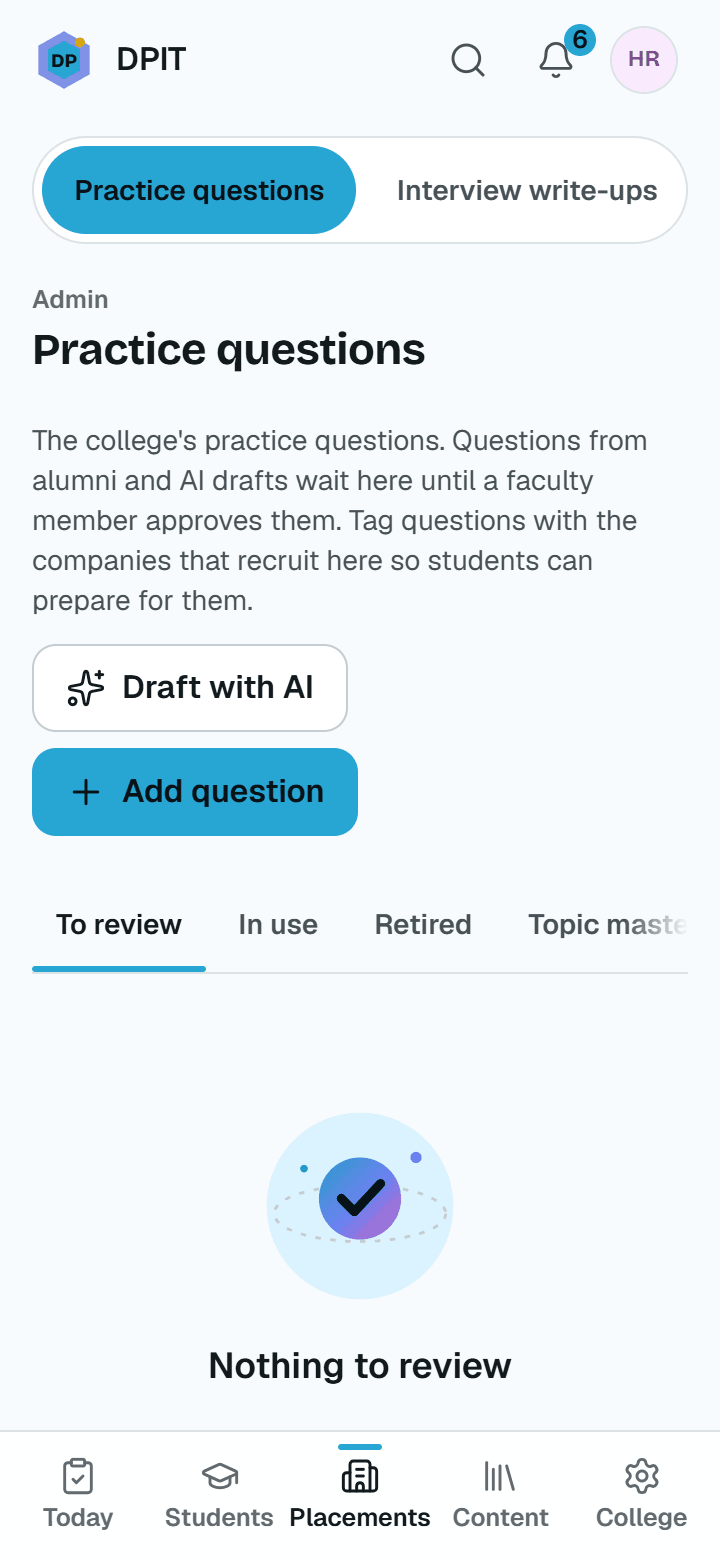 DP DPIT 6 HR
Practice questions Interview write-ups
Admin
Practice questions
The college's practice questions. Questions from
alumni and AI drafts wait here until a faculty
member approves them. Tag questions with the
companies that recruit here so students can
prepare for them.
Draft with AI
Add question
To review In use Retired Topic maste
Nothing to review
Today Students Placements Content College